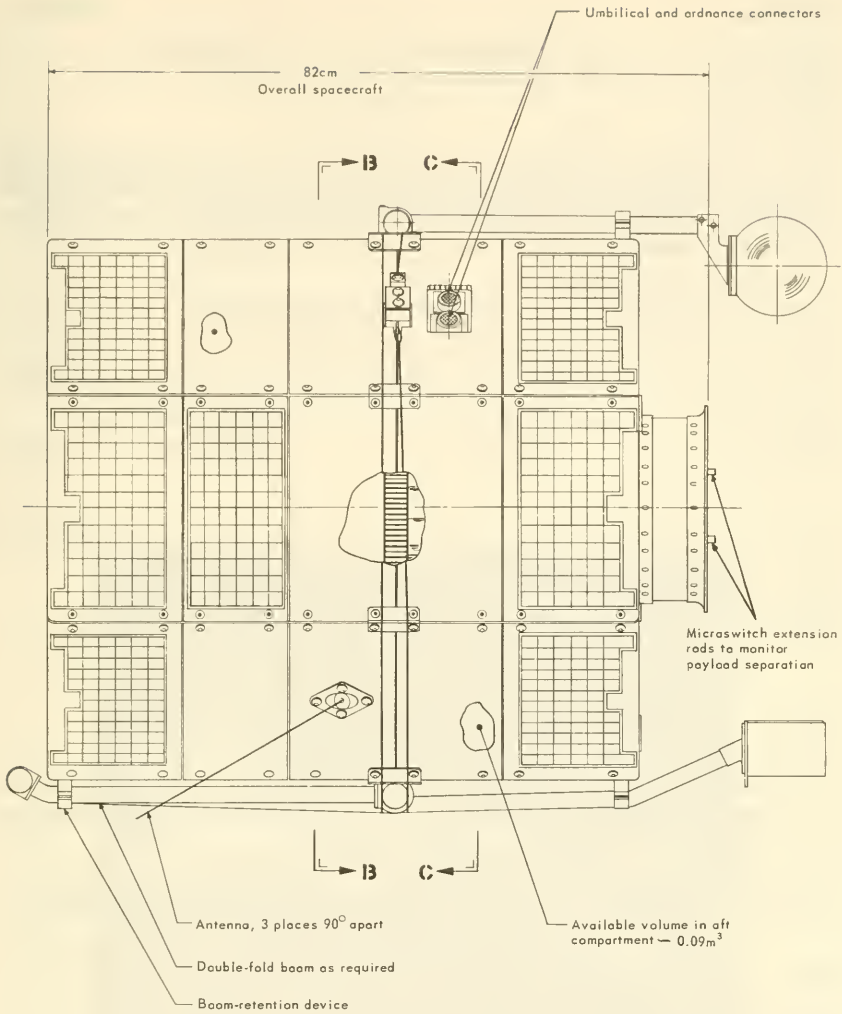 Umbilical and ordnance connectors
82cm
Overall spacecraft
B C
Microswitch extension
rods to monitor
payload separation
B C
Antenna, 3 places 90° apart
Available volume in aft
compartment — 0.09m³
Double-fold boom as required
Boom-retention device